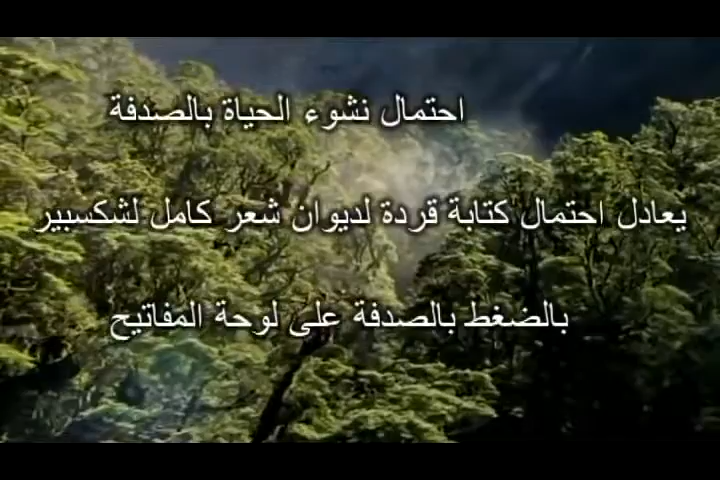 احتمال نشوء الحياة بالصدفة
يعادل احتمال كتابة قردة لديوان شعر كامل لشكسبير
بالضغط بالصدفة على لوحة المفاتيح